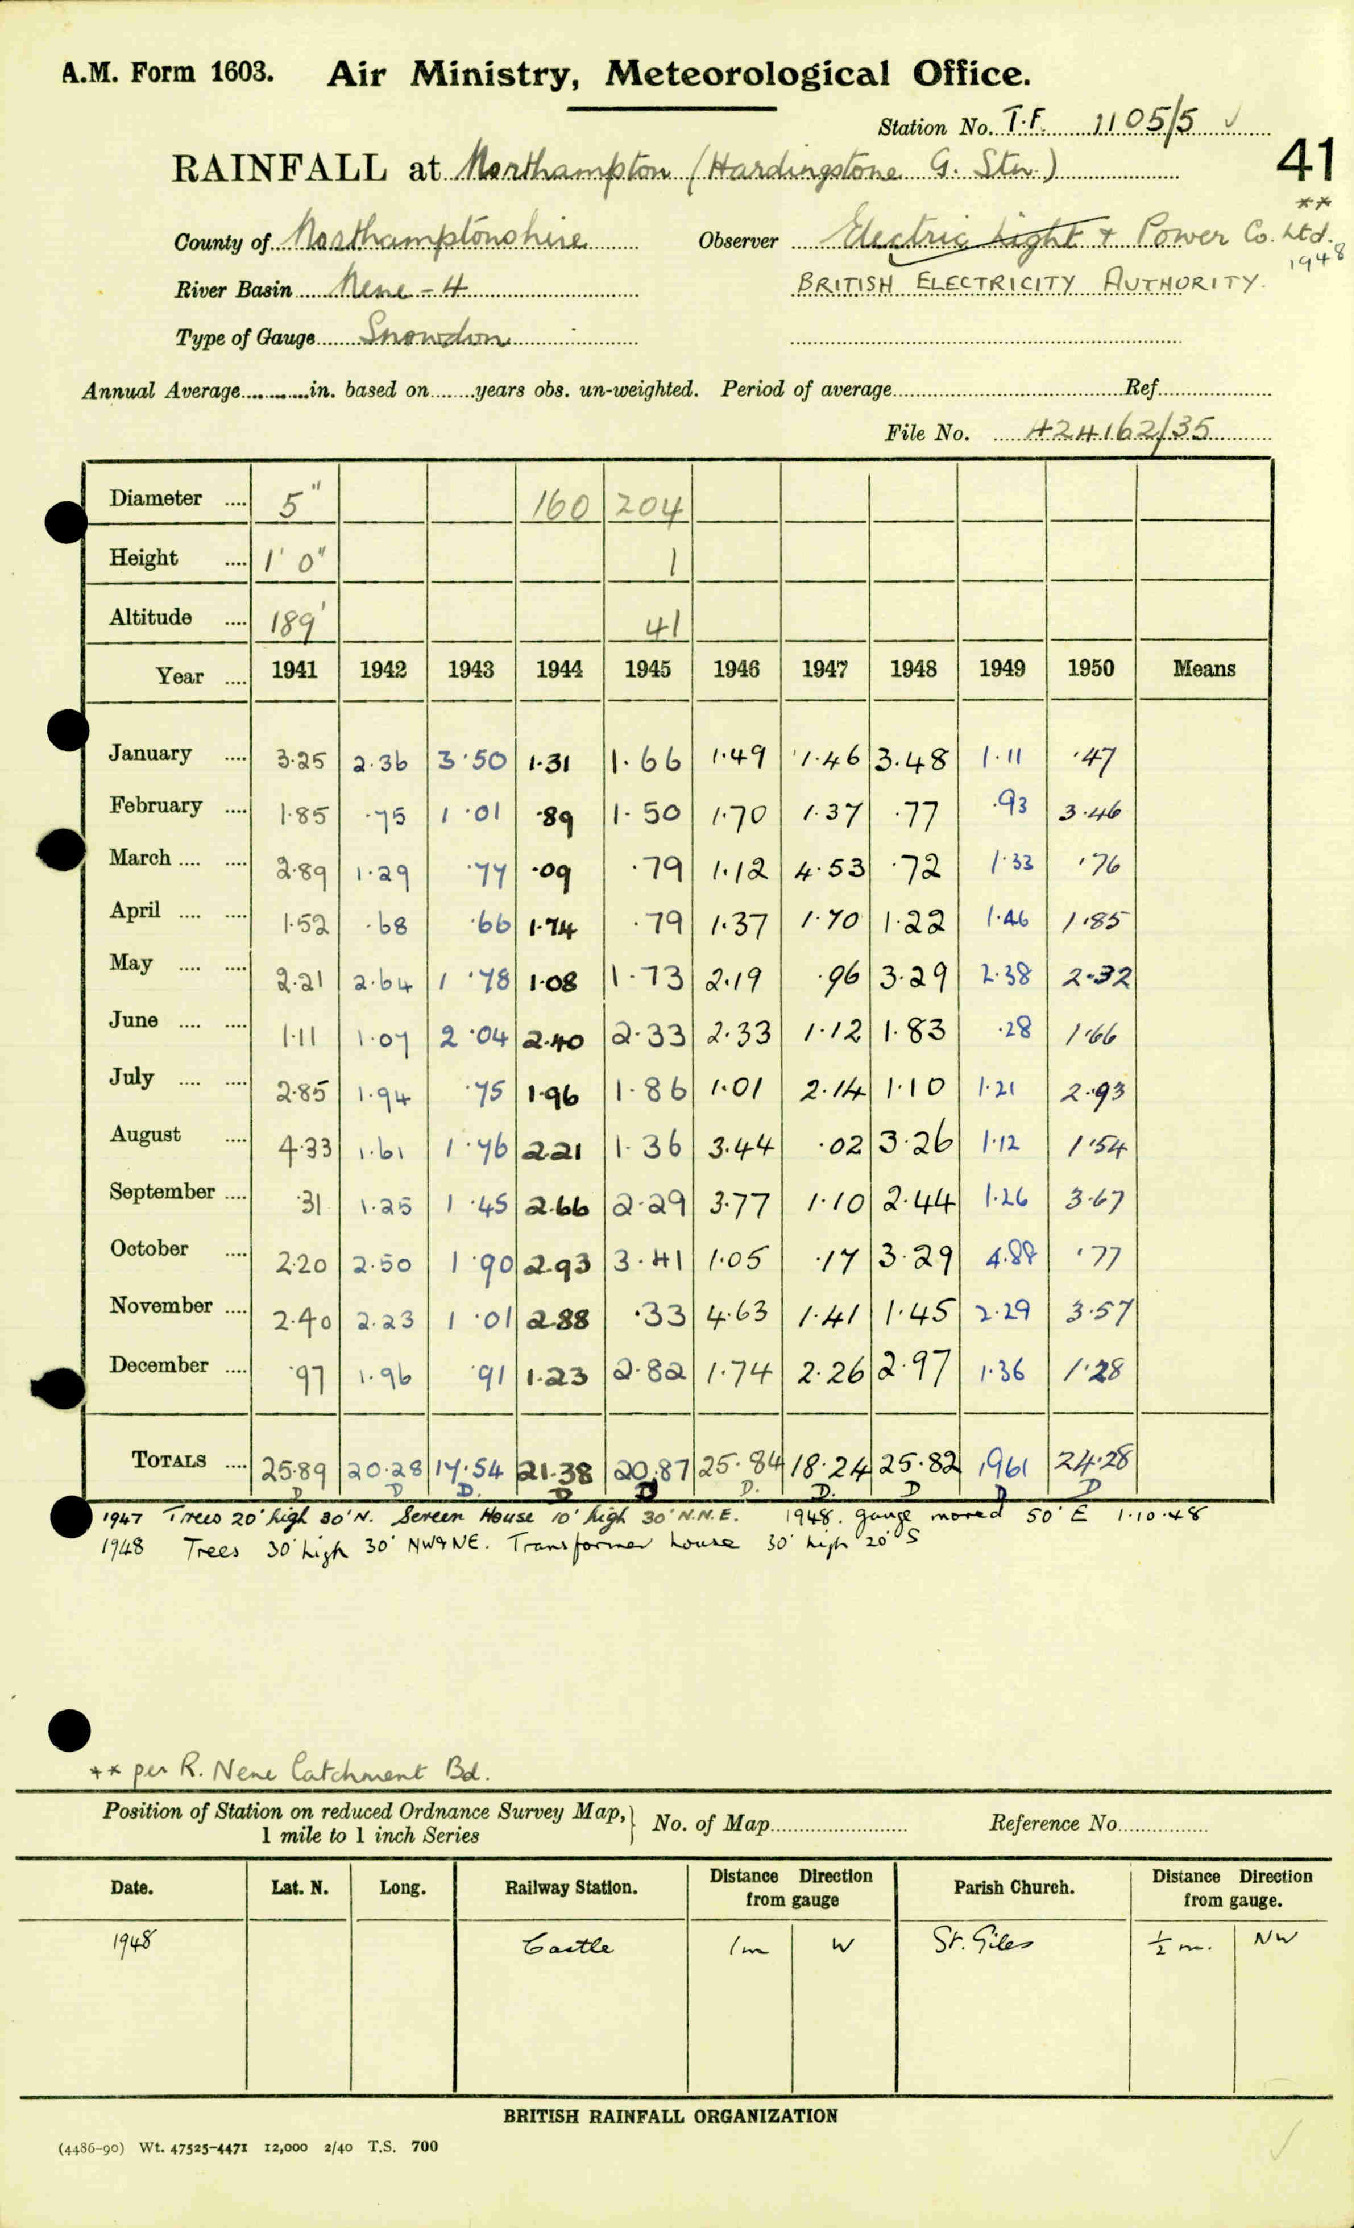 A.M. Form 1603. Air Ministry, Meteorological Office.
Station No. T.F. 1105/5 ✓
RAINFALL at Northampton (Hardingstone G. Stn.) 41
**
County of Northamptonshire Observer Electric Light + Power Co. Ltd. 1948
River Basin Nene - 4 BRITISH ELECTRICITY AUTHORITY.
Type of Gauge Snowdon
Annual Average in. based on years obs. un-weighted. Period of average Ref.
File No. 424162/35
Diameter 5" 160 204
Height 1' 0" 1
Altitude 189' 41
Year 1941 1942 1943 1944 1945 1946 1947 1948 1949 1950 Means
January 3.25 2.36 3.50 1.31 1.66 1.49 1.46 3.48 1.11 .47
February 1.85 .75 1.01 .89 1.50 1.70 1.37 .77 .93 3.46
March 2.89 1.29 .77 .09 .79 1.12 4.53 .72 1.33 .76
April 1.52 .68 .66 1.74 .79 1.37 1.70 1.22 1.46 1.85
May 2.21 2.64 1.78 1.08 1.73 2.19 .96 3.29 2.38 2.32
June 1.11 1.07 2.04 2.40 2.33 2.33 1.12 1.83 .28 1.66
July 2.85 1.94 .75 1.96 1.86 1.01 2.14 1.10 1.21 2.93
August 4.33 1.61 1.76 2.21 1.36 3.44 .02 3.26 1.12 1.54
September .31 1.25 1.45 2.66 2.29 3.77 1.10 2.44 1.26 3.67
October 2.20 2.50 1.90 2.93 3.41 1.05 .17 3.29 4.88 .77
November 2.40 2.23 1.01 2.88 .33 4.63 1.41 1.45 2.29 3.57
December .97 1.96 .91 1.23 2.82 1.74 2.26 2.97 1.36 1.28
TOTALS 25.89 20.28 17.54 21.38 20.87 25.84 18.24 25.82 1961 24.28
D D D. D D D. D. D D D
1947 Trees 20' high 30' N. Screen House 10' high 30' N.N.E. 1948. gauge moved 50' E 1.10.48
1948 Trees 30' high 30' NW & NE. Transformer house 30' high 20' S
** per R. Nene Catchment Bd.
Position of Station on reduced Ordnance Survey Map, 1 mile to 1 inch Series } No. of Map Reference No.
Date. Lat. N. Long. Railway Station. Distance Direction from gauge Parish Church. Distance Direction from gauge.
1948 Castle 1m W St. Giles ½ m. NW
BRITISH RAINFALL ORGANIZATION
(4486-90) Wt. 47525-4471 12,000 2/40 T.S. 700